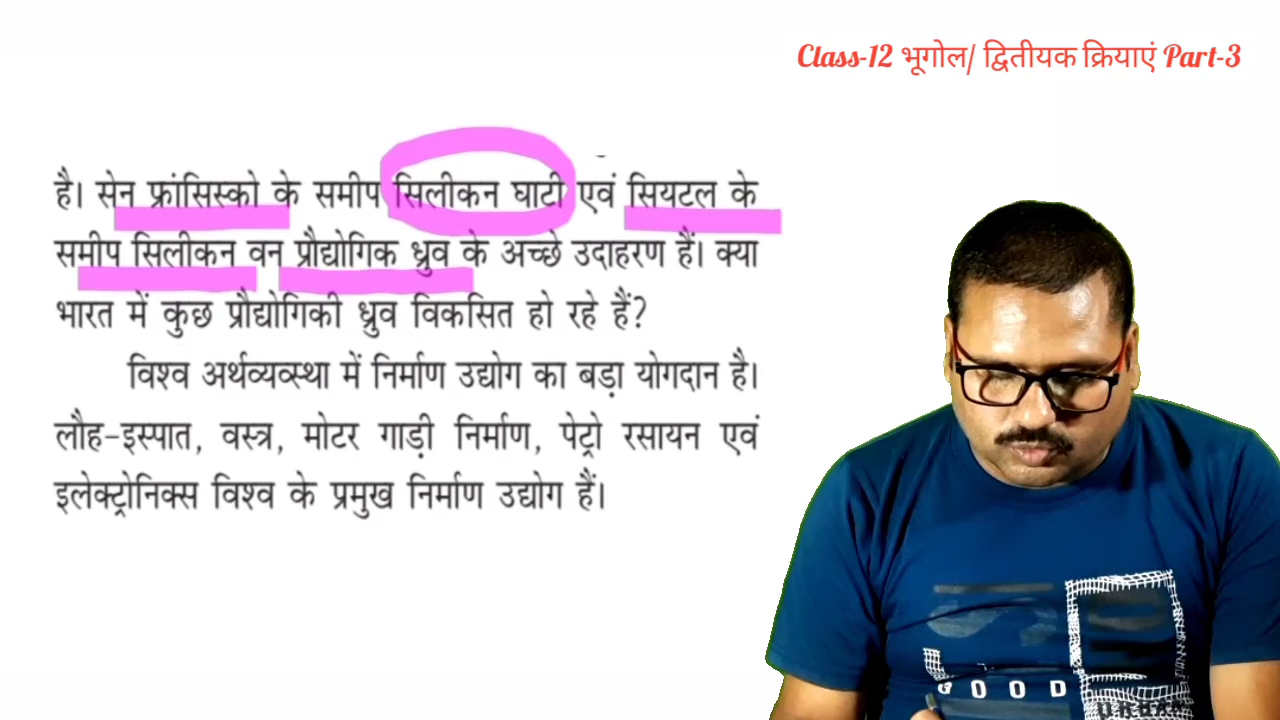 Class-12 भूगोल/ द्वितीयक क्रियाएं Part-3
है। सेन फ्रांसिस्को के समीप सिलीकन घाटी एवं सियटल के
समीप सिलीकन वन प्रौद्योगिक ध्रुव के अच्छे उदाहरण हैं। क्या
भारत में कुछ प्रौद्योगिकी ध्रुव विकसित हो रहे हैं?
विश्व अर्थव्यवस्था में निर्माण उद्योग का बड़ा योगदान है।
लौह-इस्पात, वस्त्र, मोटर गाड़ी निर्माण, पेट्रो रसायन एवं
इलेक्ट्रोनिक्स विश्व के प्रमुख निर्माण उद्योग हैं।
GOOD